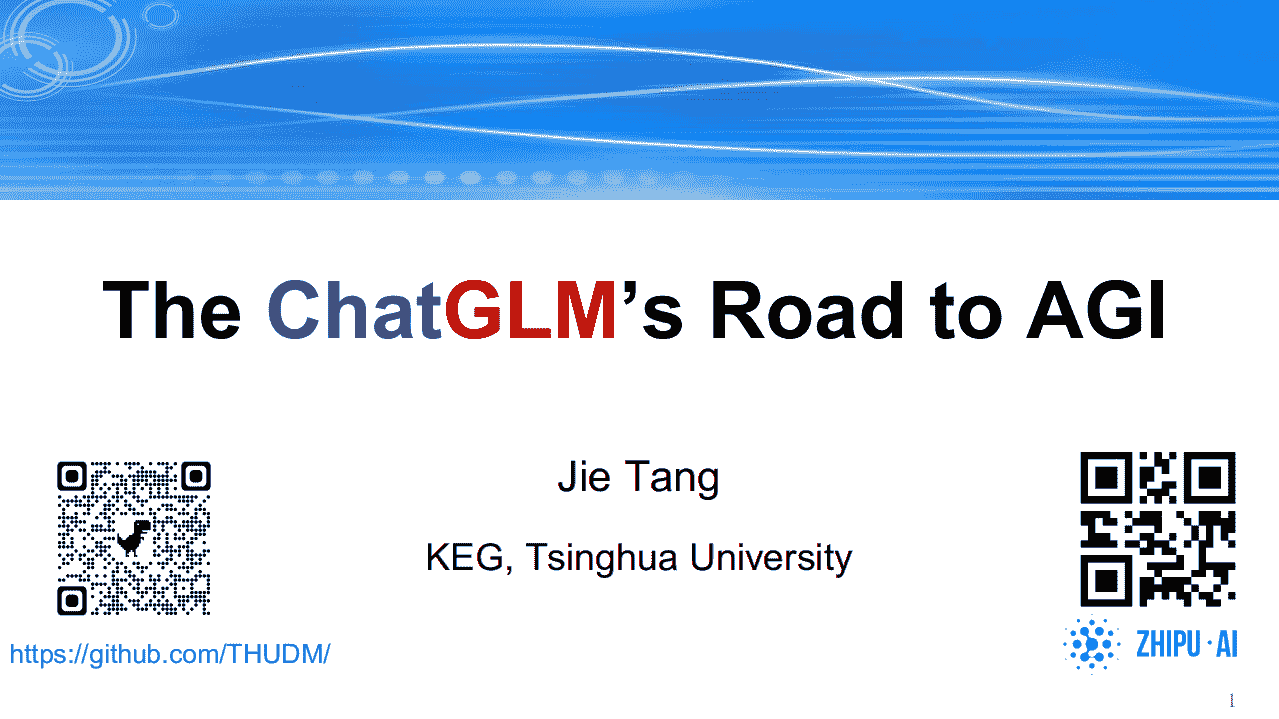 The ChatGLM’s Road to AGI
Jie Tang
KEG, Tsinghua University
https://github.com/THUDM/
ZHIPU·AI
1